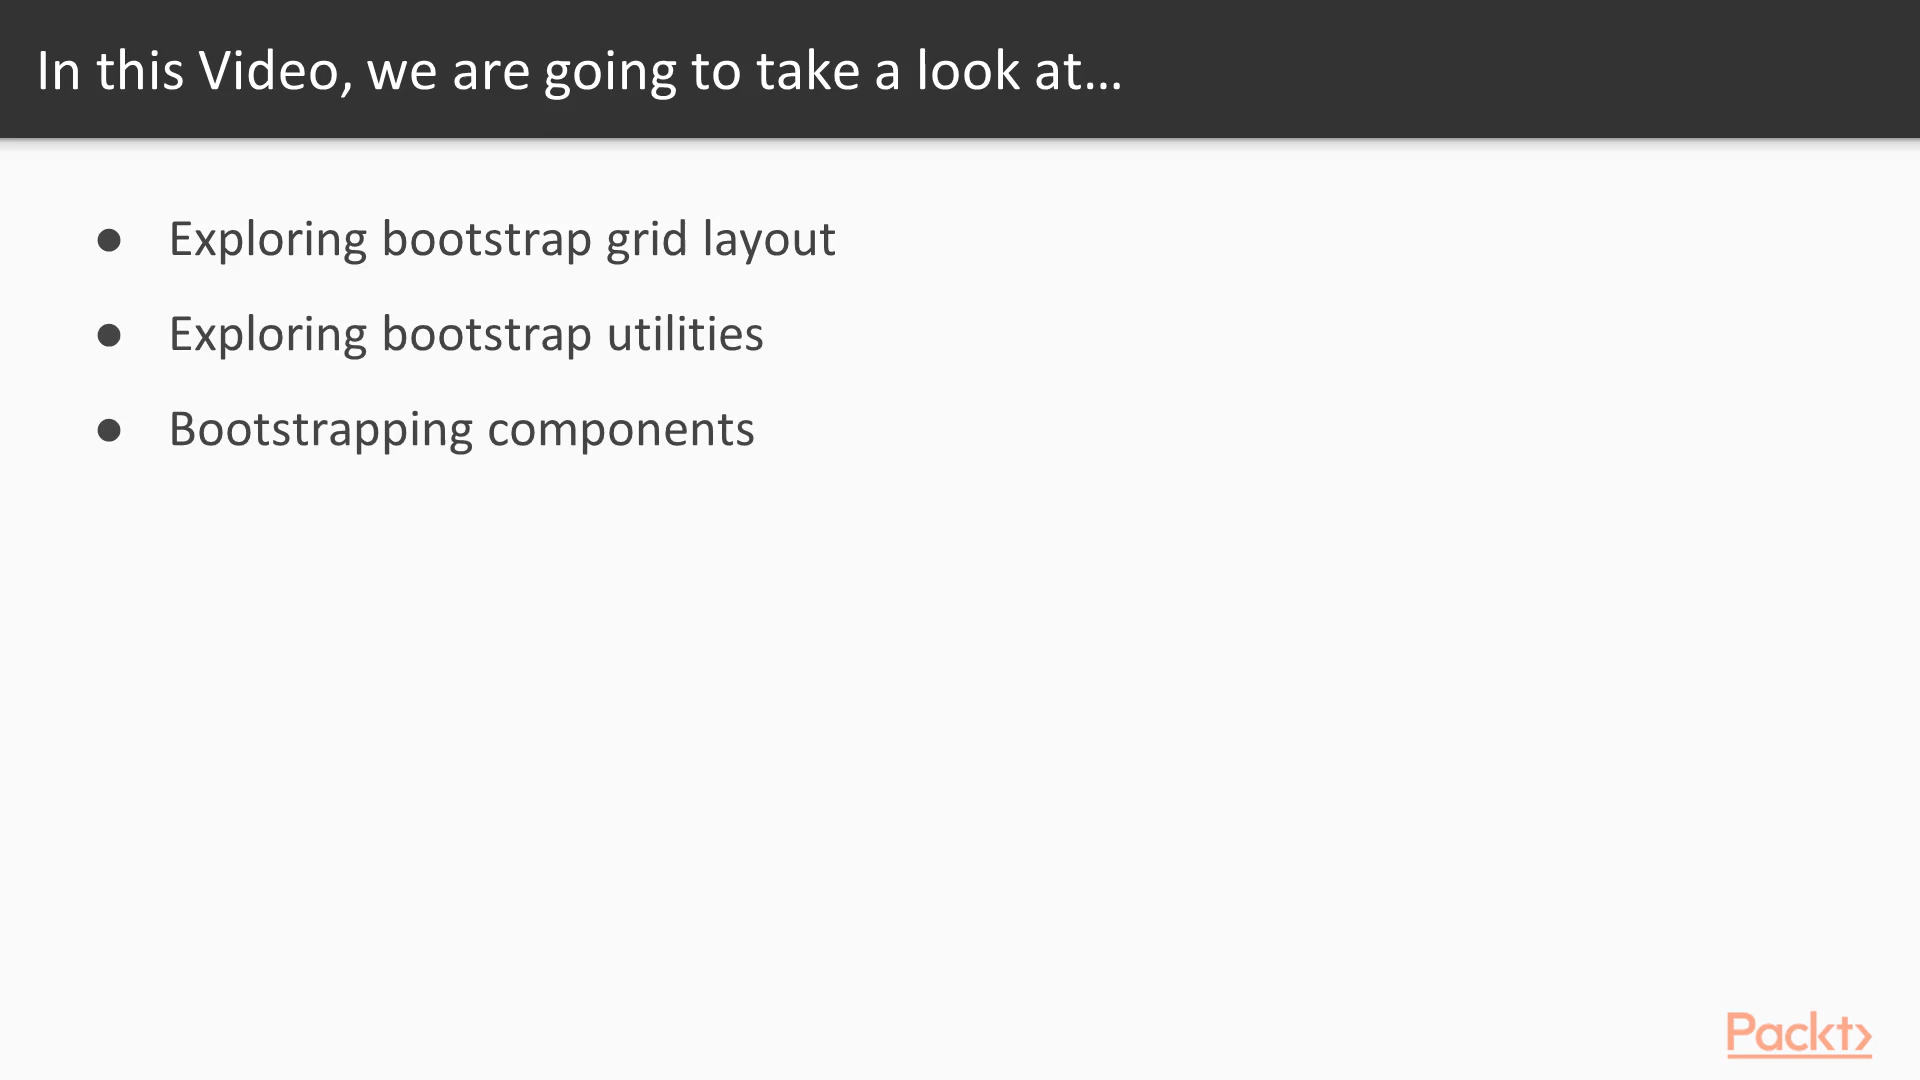 In this Video, we are going to take a look at...
● Exploring bootstrap grid layout
● Exploring bootstrap utilities
● Bootstrapping components
Packt>